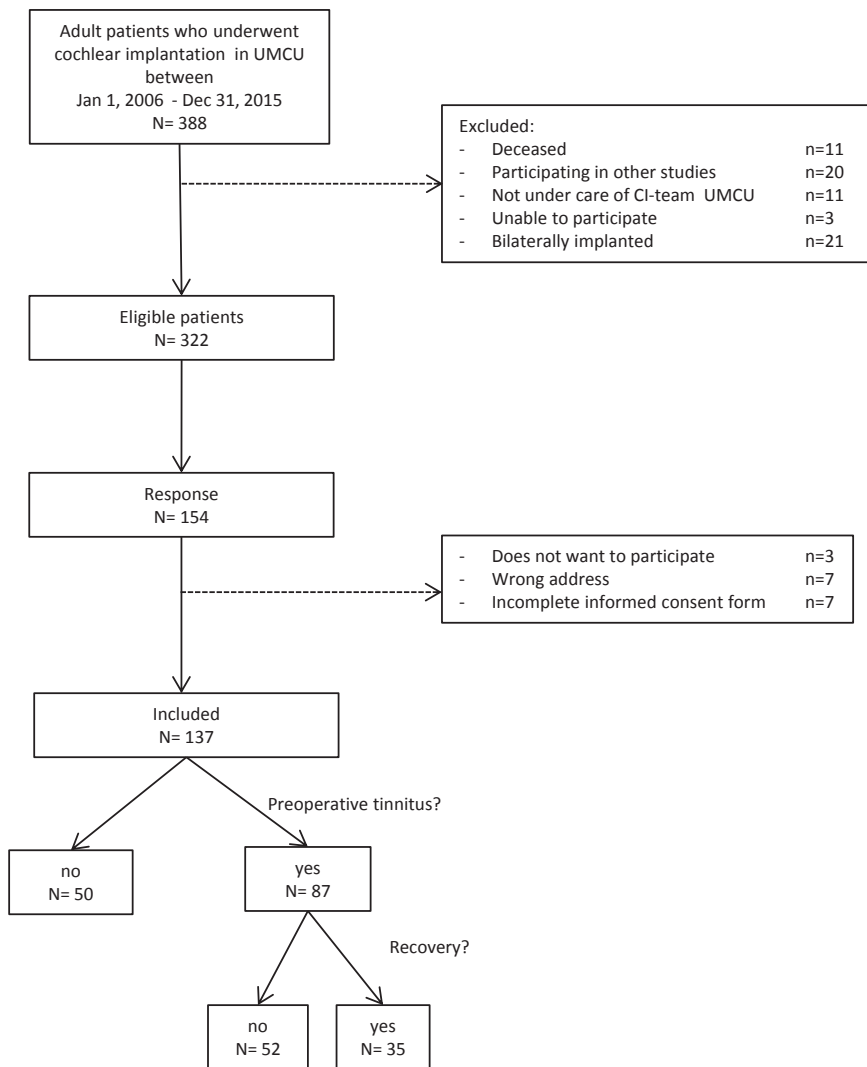 Adult patients who underwent
cochlear implantation in UMCU
between
Jan 1, 2006 - Dec 31, 2015
N= 388
Excluded:
- Deceased n=11
- Participating in other studies n=20
- Not under care of CI-team UMCU n=11
- Unable to participate n=3
- Bilaterally implanted n=21
Eligible patients
N= 322
Response
N= 154
- Does not want to participate n=3
- Wrong address n=7
- Incomplete informed consent form n=7
Included
N= 137
Preoperative tinnitus?
no
N= 50
yes
N= 87
Recovery?
no
N= 52
yes
N= 35